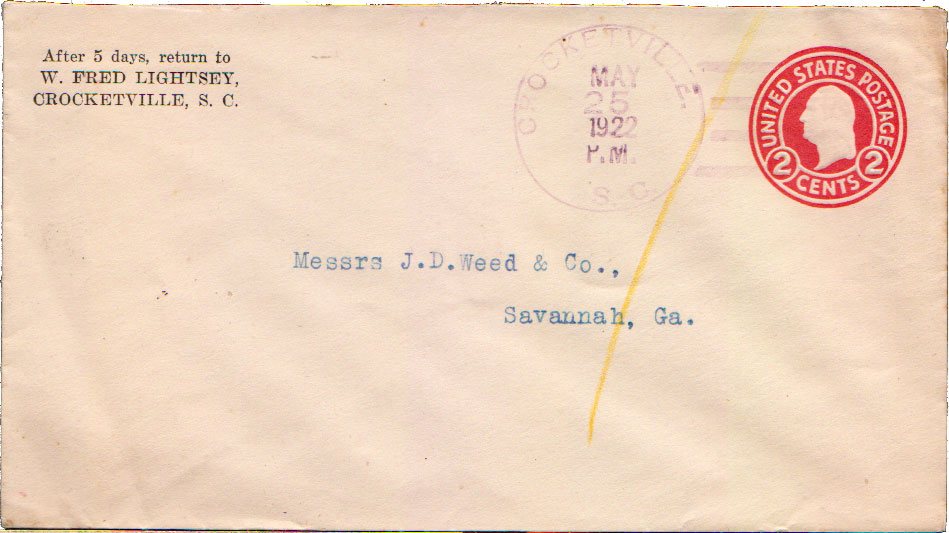 After 5 days, return to
W. FRED LIGHTSEY,
CROCKETVILLE, S. C.
CROCKETVILLE.
MAY
25
1922
P.M.
S. C.
UNITED STATES POSTAGE
2 CENTS 2
Messrs J.D.Weed & Co.,
Savannah, Ga.